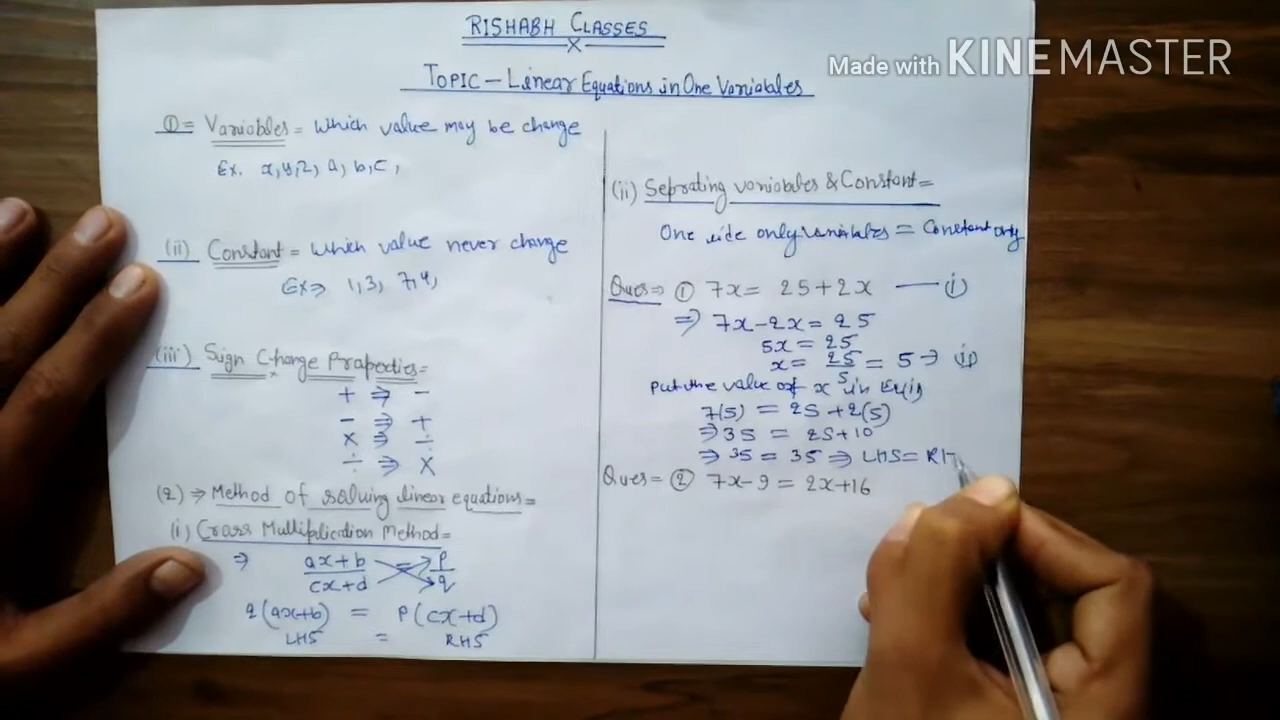 RISHABH CLASSES
Made with KINEMASTER
TOPIC - Linear Equations in One Variables
① = Variables = Which value may be change
Ex. x, y, z, a, b, c,
(ii) Constant = Which value never change
Ex ⇒ 1, 3, 7, 4,
(iii) Sign Change Properties =
+ ⇒ -
- ⇒ +
× ⇒ ÷
÷ ⇒ ×
(2) ⇒ Method of solving linear equations =
(i) Cross Multiplication Method =
⇒ ax+b/cx+d = p/q
q(ax+b) = p(cx+d)
LHS = RHS
(ii) Seprating variables & Constant =
One side only variables = Constant only
Ques ⇒ ① 7x = 25+2x — (i)
⇒ 7x-2x = 25
5x = 25
x = 25/5 = 5 → (ii)
Put the value of x in Eq(i)
7(5) = 25+2(5)
⇒ 35 = 25+10
⇒ 35 = 35 ⇒ LHS = RH
Ques = ② 7x-9 = 2x+16